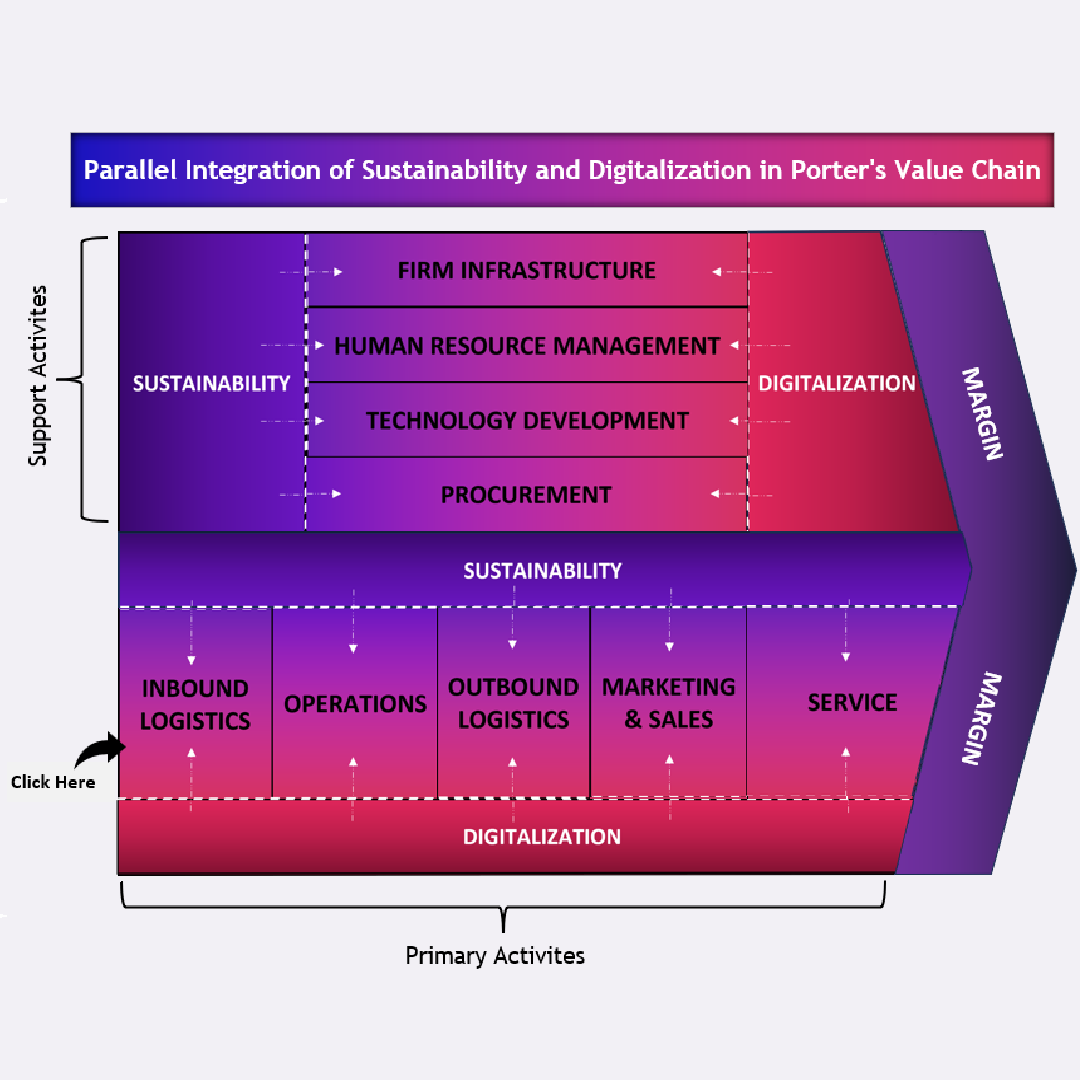 Parallel Integration of Sustainability and Digitalization in Porter's Value Chain
Support Activites
SUSTAINABILITY
FIRM INFRASTRUCTURE
HUMAN RESOURCE MANAGEMENT
TECHNOLOGY DEVELOPMENT
PROCUREMENT
DIGITALIZATION
MARGIN
SUSTAINABILITY
INBOUND
LOGISTICS
OPERATIONS
OUTBOUND
LOGISTICS
MARKETING
& SALES
SERVICE
MARGIN
Click Here
DIGITALIZATION
Primary Activites